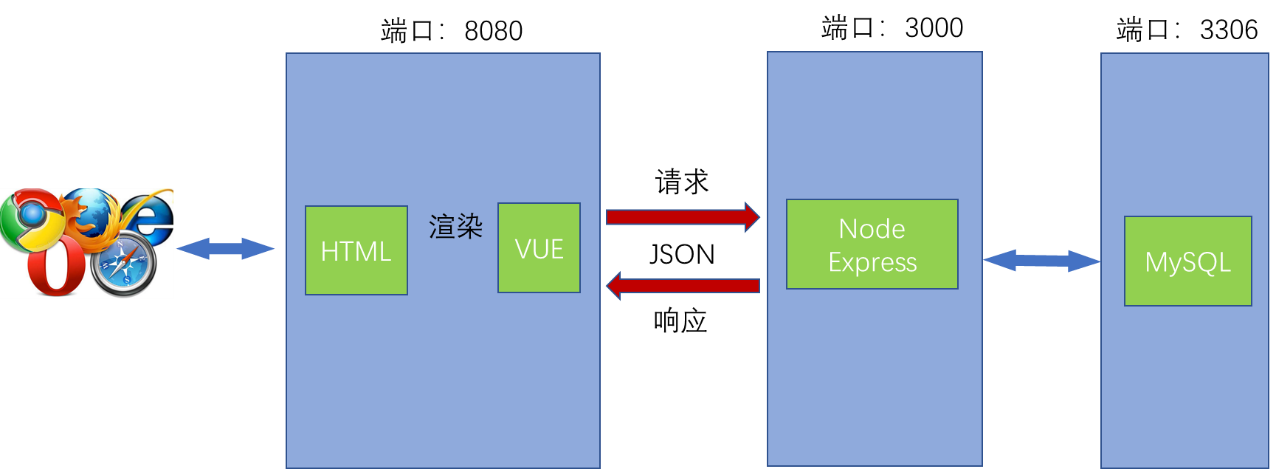 端口：8080
端口：3000
端口：3306
HTML
渲染
VUE
请求
JSON
响应
Node
Express
MySQL